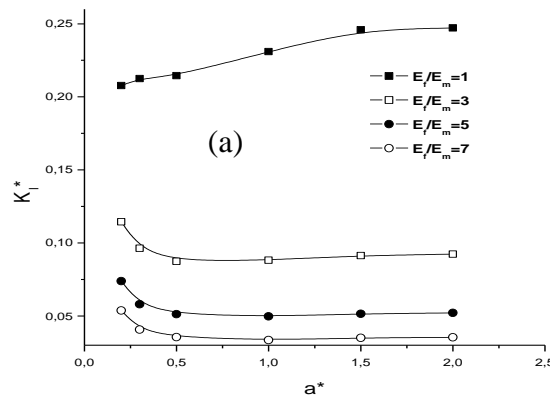 0,25
0,20
0,15
0,10
0,05
K_I*
(a)
E_f/E_m=1
E_f/E_m=3
E_f/E_m=5
E_f/E_m=7
0,0 0,5 1,0 1,5 2,0 2,5
a*